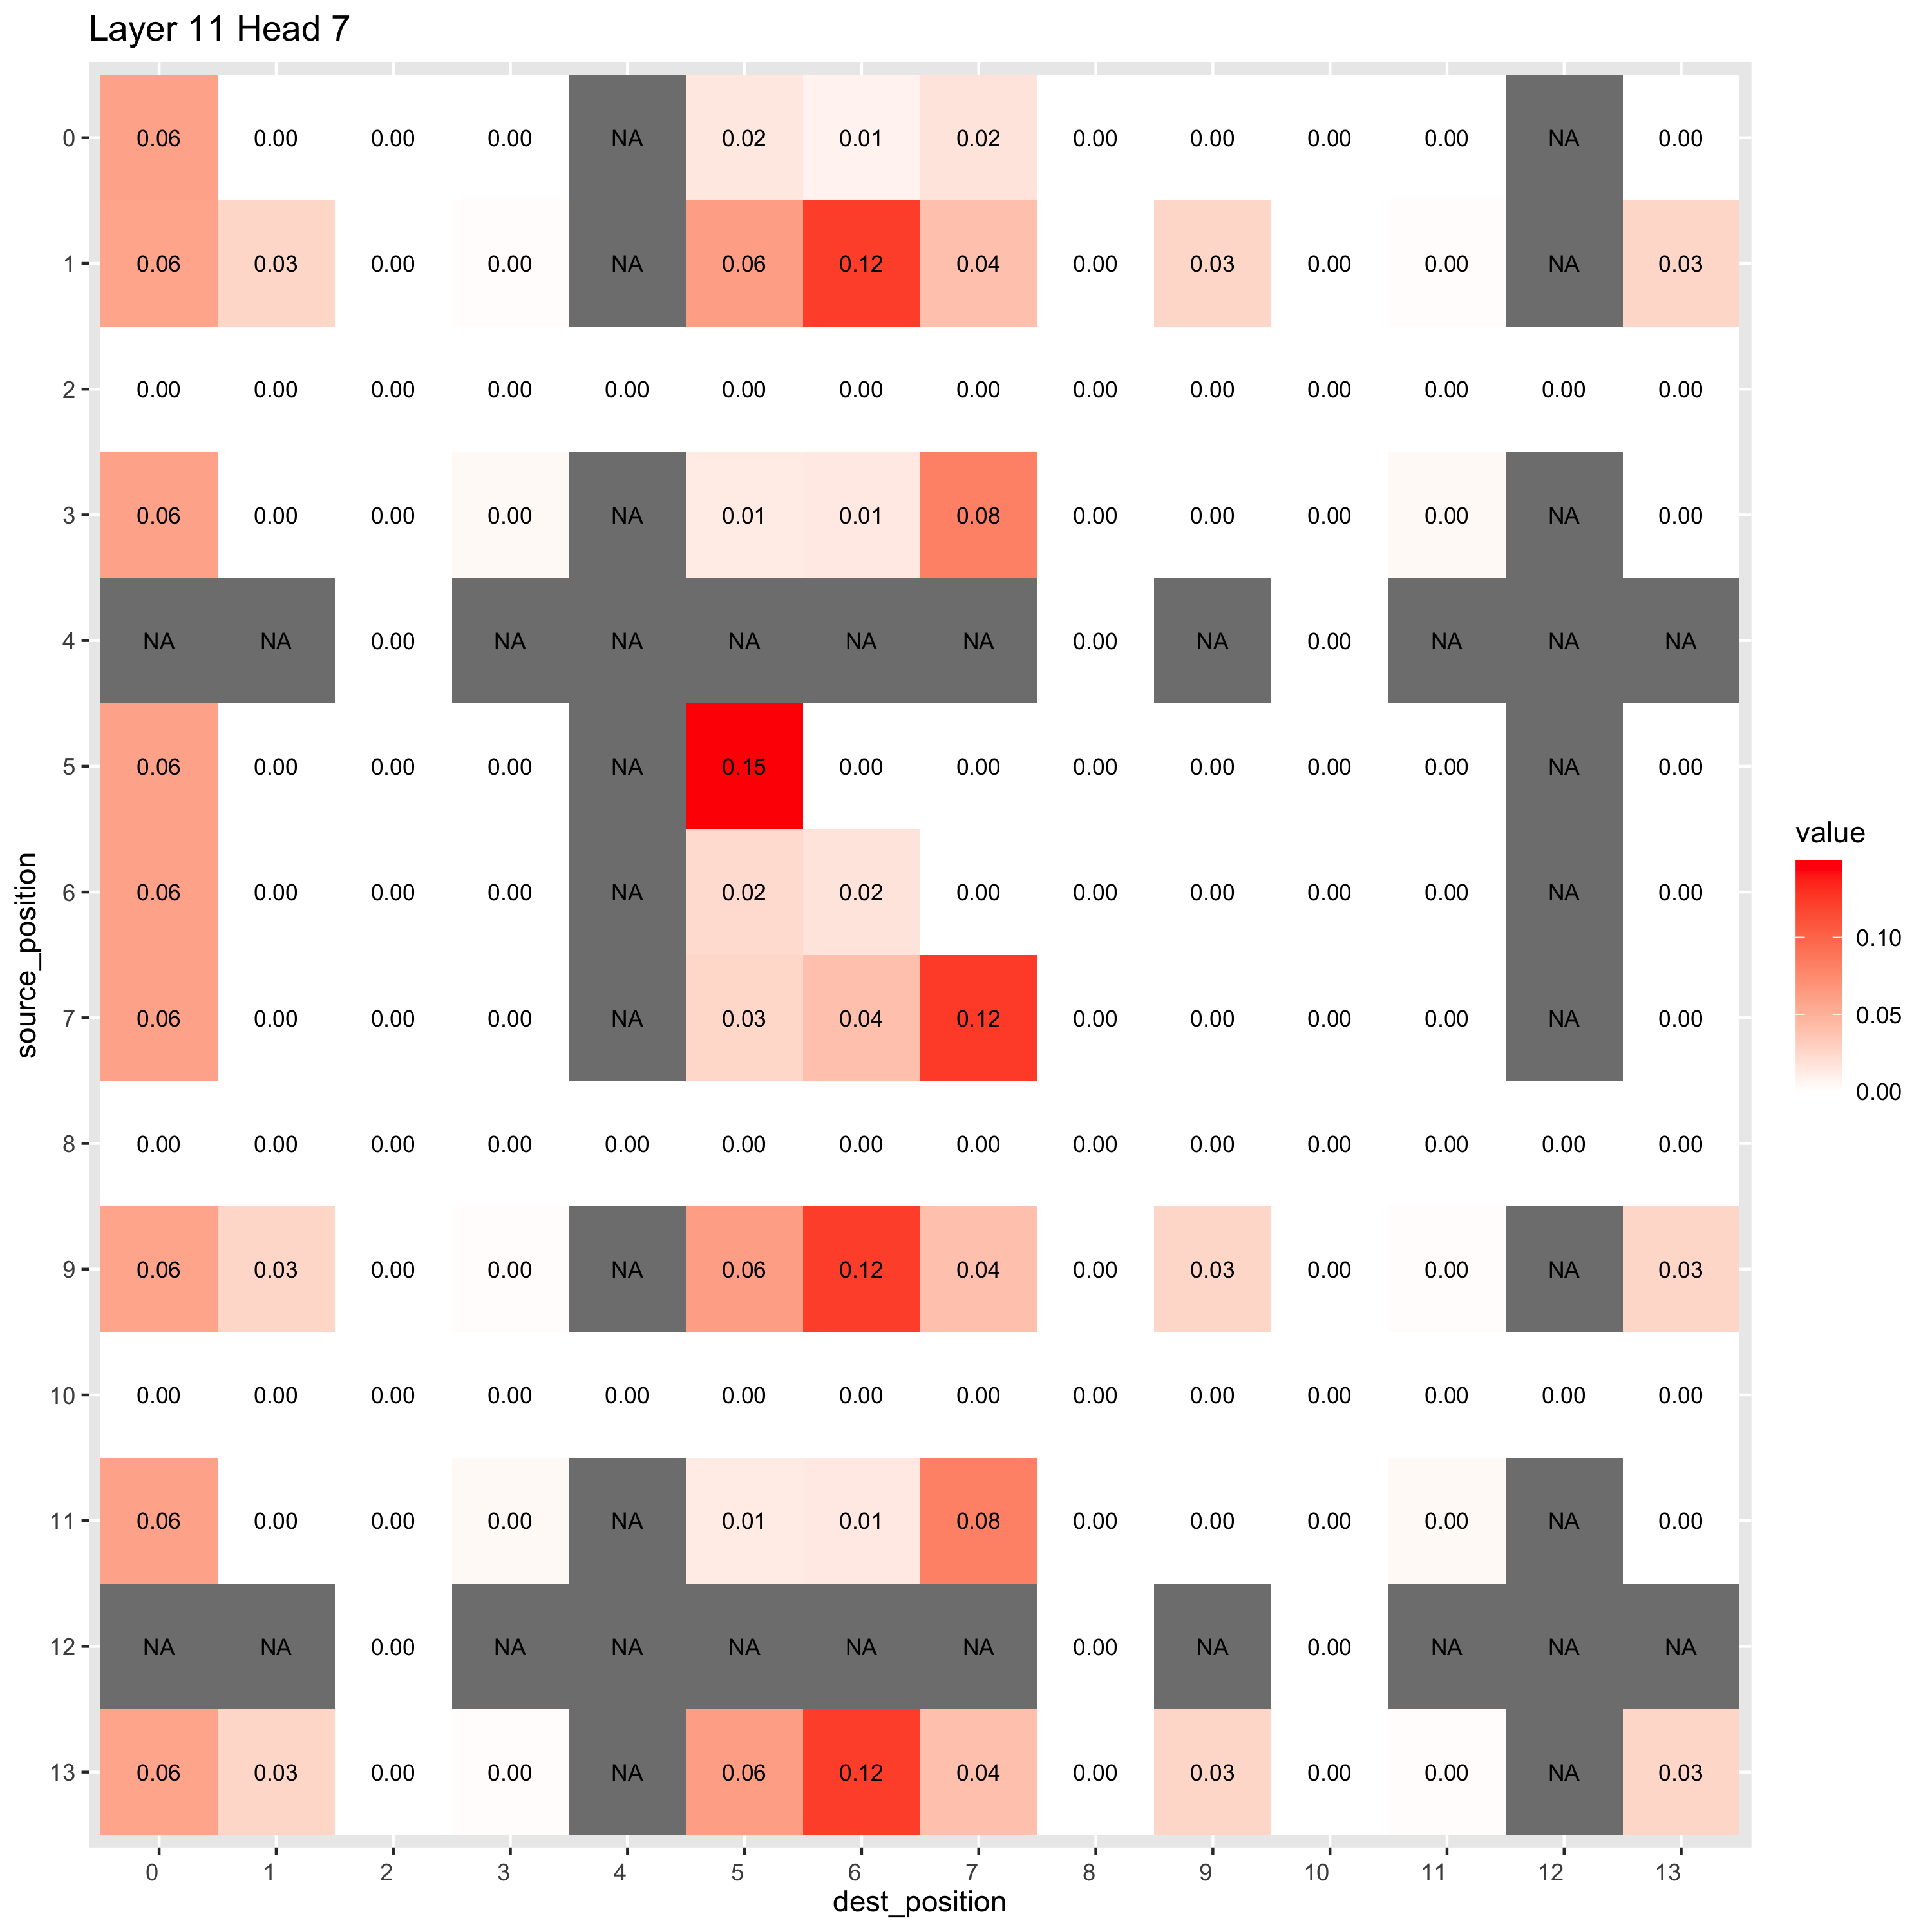 Layer 11 Head 7
0 0.06 0.00 0.00 0.00 NA 0.02 0.01 0.02 0.00 0.00 0.00 0.00 NA 0.00
1 0.06 0.03 0.00 0.00 NA 0.06 0.12 0.04 0.00 0.03 0.00 0.00 NA 0.03
2 0.00 0.00 0.00 0.00 0.00 0.00 0.00 0.00 0.00 0.00 0.00 0.00 0.00 0.00
3 0.06 0.00 0.00 0.00 NA 0.01 0.01 0.08 0.00 0.00 0.00 0.00 NA 0.00
4 NA NA 0.00 NA NA NA NA NA 0.00 NA 0.00 NA NA NA
5 0.06 0.00 0.00 0.00 NA 0.15 0.00 0.00 0.00 0.00 0.00 0.00 NA 0.00
6 0.06 0.00 0.00 0.00 NA 0.02 0.02 0.00 0.00 0.00 0.00 0.00 NA 0.00
7 0.06 0.00 0.00 0.00 NA 0.03 0.04 0.12 0.00 0.00 0.00 0.00 NA 0.00
8 0.00 0.00 0.00 0.00 0.00 0.00 0.00 0.00 0.00 0.00 0.00 0.00 0.00 0.00
9 0.06 0.03 0.00 0.00 NA 0.06 0.12 0.04 0.00 0.03 0.00 0.00 NA 0.03
10 0.00 0.00 0.00 0.00 0.00 0.00 0.00 0.00 0.00 0.00 0.00 0.00 0.00 0.00
11 0.06 0.00 0.00 0.00 NA 0.01 0.01 0.08 0.00 0.00 0.00 0.00 NA 0.00
12 NA NA 0.00 NA NA NA NA NA 0.00 NA 0.00 NA NA NA
13 0.06 0.03 0.00 0.00 NA 0.06 0.12 0.04 0.00 0.03 0.00 0.00 NA 0.03
0 1 2 3 4 5 6 7 8 9 10 11 12 13
dest_position
source_position
value
0.10
0.05
0.00